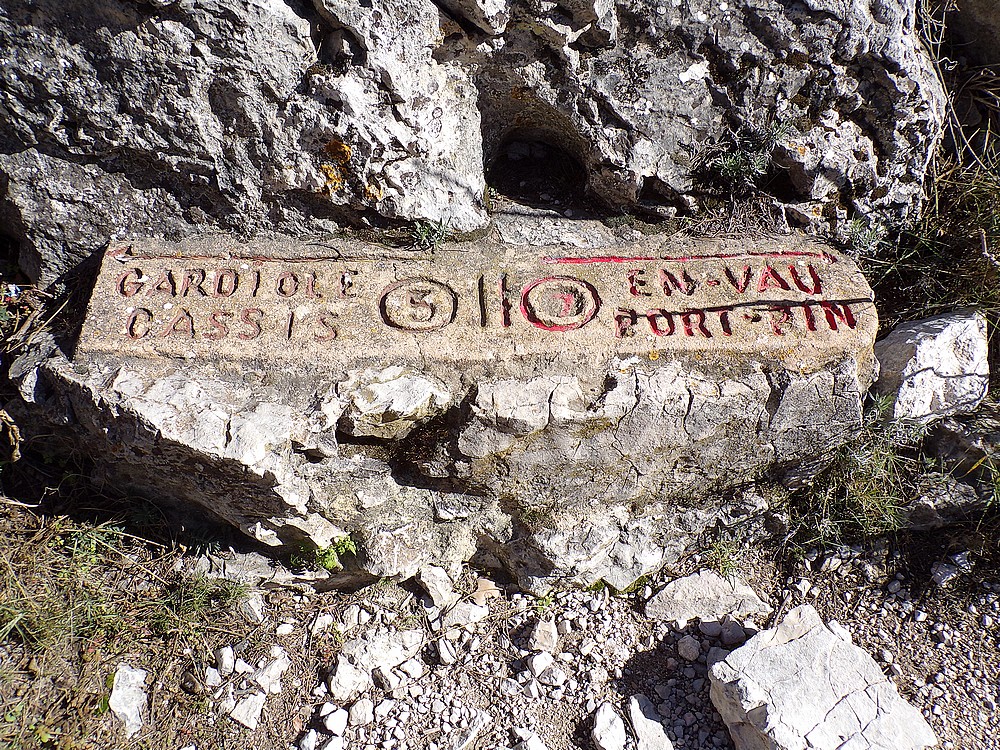 GARDIOLE 5 || 7 EN-VAU
CASSIS PORT-PIN